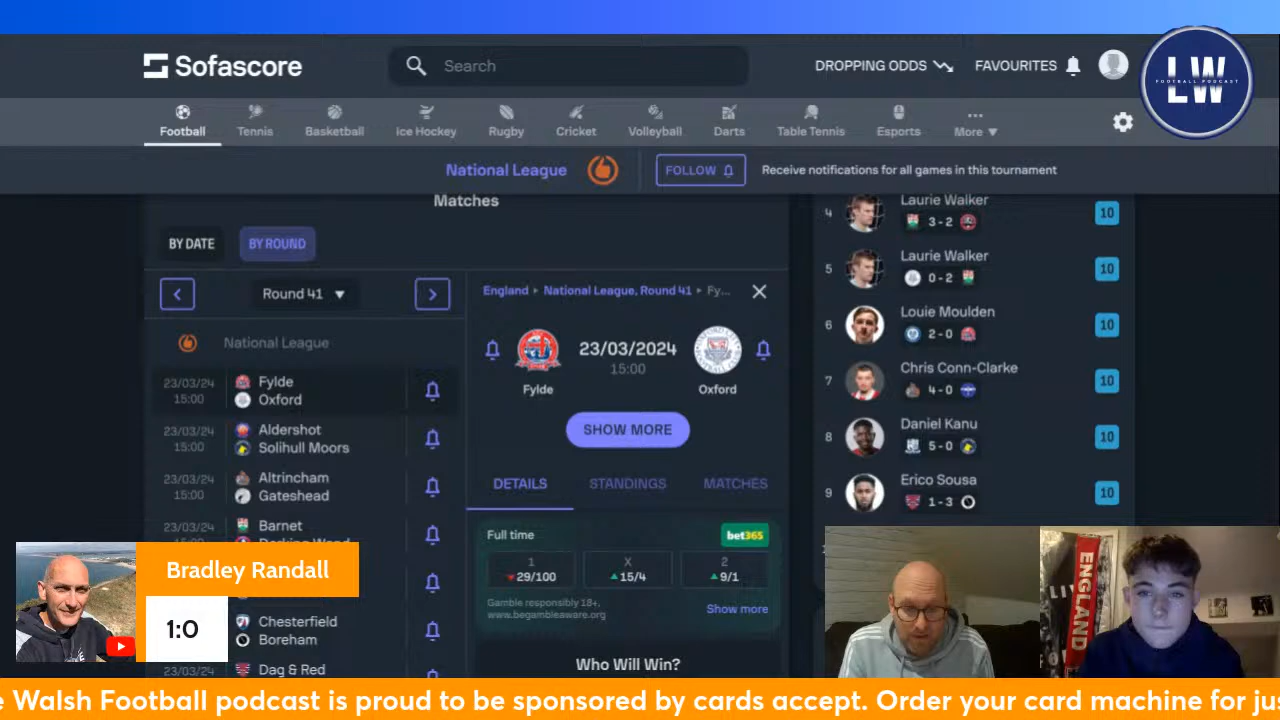 Sofascore
Search
DROPPING ODDS
FAVOURITES
LW
FOOTBALL PODCAST
Football
Tennis
Basketball
Ice Hockey
Rugby
Cricket
Volleyball
Darts
Table Tennis
Esports
More ▼
National League
FOLLOW
Receive notifications for all games in this tournament
Matches
BY DATE
BY ROUND
Round 41 ▼
National League
23/03/24 Fylde
15:00 Oxford
23/03/24 Aldershot
15:00 Solihull Moors
23/03/24 Altrincham
15:00 Gateshead
23/03/24 Barnet
Chesterfield
Boreham
23/03/24 Dag & Red
England ▸ National League, Round 41 ▸ Fy...
23/03/2024
15:00
Fylde
Oxford
SHOW MORE
DETAILS
STANDINGS
MATCHES
Full time
bet365
1
29/100
X
15/4
2
9/1
Gamble responsibly 18+,
www.begambleaware.org
Show more
Who Will Win?
4 Laurie Walker 10
3 - 2
5 Laurie Walker 10
0 - 2
6 Louie Moulden 10
2 - 0
7 Chris Conn-Clarke 10
4 - 0
8 Daniel Kanu 10
5 - 0
9 Erico Sousa 10
1 - 3
ENGLAND
Bradley Randall
1:0
e Walsh Football podcast is proud to be sponsored by cards accept. Order your card machine for jus